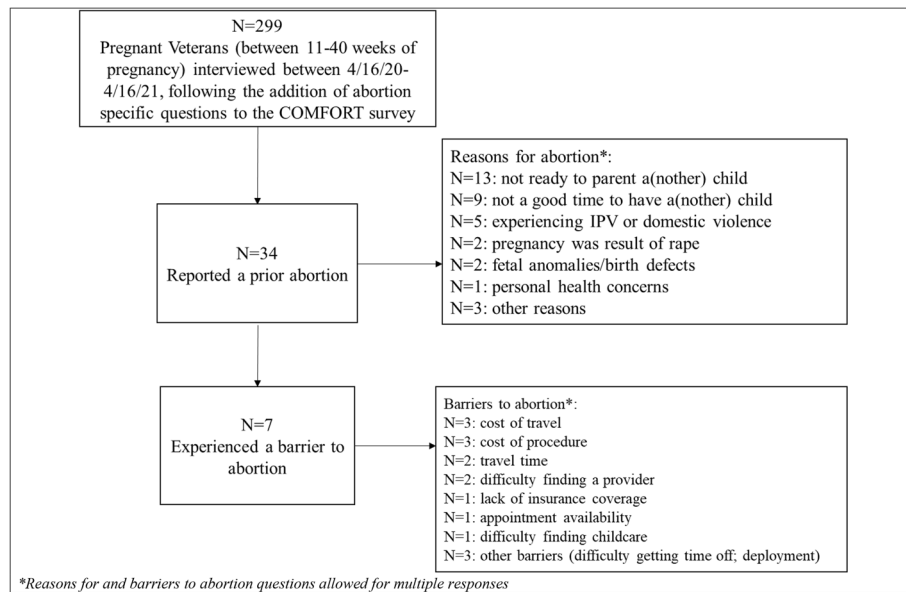 N=299
Pregnant Veterans (between 11-40 weeks of
pregnancy) interviewed between 4/16/20-
4/16/21, following the addition of abortion
specific questions to the COMFORT survey
Reasons for abortion*:
N=13: not ready to parent a(nother) child
N=9: not a good time to have a(nother) child
N=5: experiencing IPV or domestic violence
N=2: pregnancy was result of rape
N=2: fetal anomalies/birth defects
N=1: personal health concerns
N=3: other reasons
N=34
Reported a prior abortion
N=7
Experienced a barrier to
abortion
Barriers to abortion*:
N=3: cost of travel
N=3: cost of procedure
N=2: travel time
N=2: difficulty finding a provider
N=1: lack of insurance coverage
N=1: appointment availability
N=1: difficulty finding childcare
N=3: other barriers (difficulty getting time off; deployment)
*Reasons for and barriers to abortion questions allowed for multiple responses